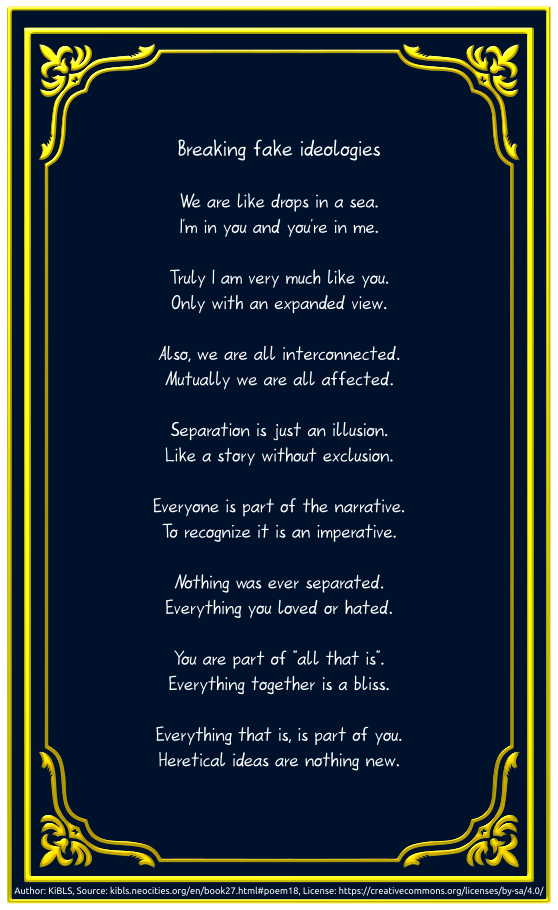 Breaking fake ideologies
We are like drops in a sea.
I'm in you and you're in me.
Truly I am very much like you.
Only with an expanded view.
Also, we are all interconnected.
Mutually we are all affected.
Separation is just an illusion.
Like a story without exclusion.
Everyone is part of the narrative.
To recognize it is an imperative.
Nothing was ever separated.
Everything you loved or hated.
You are part of "all that is".
Everything together is a bliss.
Everything that is, is part of you.
Heretical ideas are nothing new.
Author: KiBLS, Source: kibls.neocities.org/en/book27.html#poem18, License: https://creativecommons.org/licenses/by-sa/4.0/